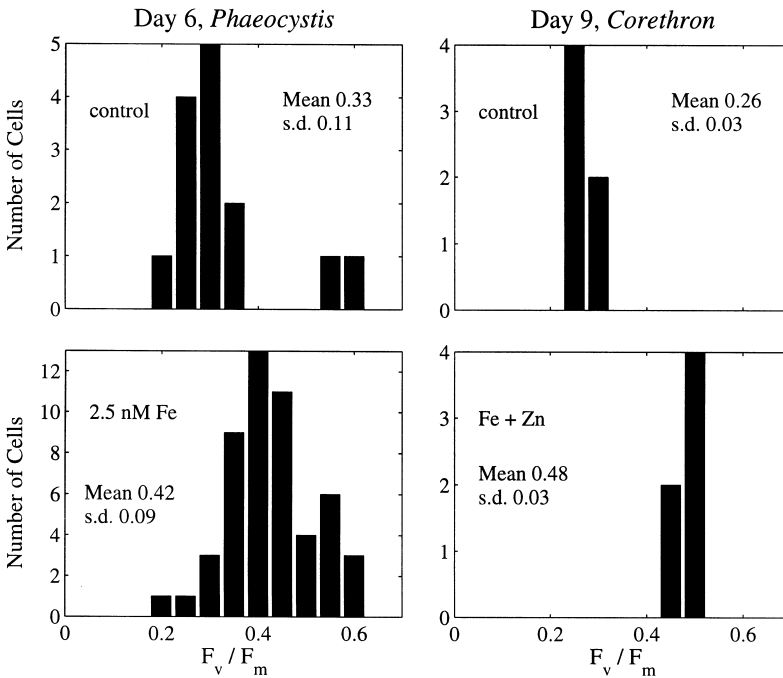 Day 6, Phaeocystis
Day 9, Corethron
Number of Cells
5
4
3
2
1
0
control
Mean 0.33
s.d. 0.11
4
3
2
1
0
control
Mean 0.26
s.d. 0.03
Number of Cells
12
10
8
6
4
2
0
2.5 nM Fe
Mean 0.42
s.d. 0.09
0
0.2
0.4
0.6
Fv / Fm
4
3
2
1
0
Fe + Zn
Mean 0.48
s.d. 0.03
0
0.2
0.4
0.6
Fv / Fm